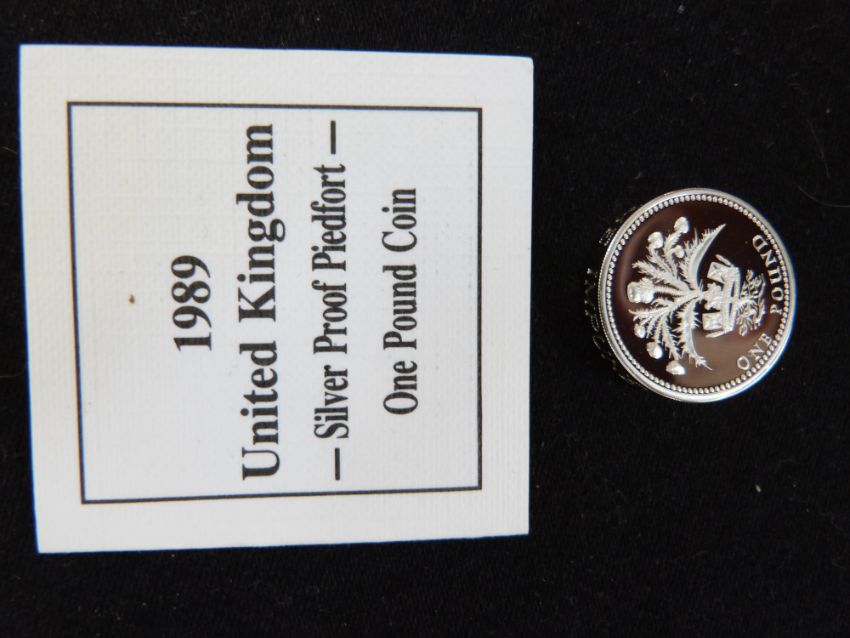 1989
United Kingdom
— Silver Proof Piedfort —
One Pound Coin
ONE POUND